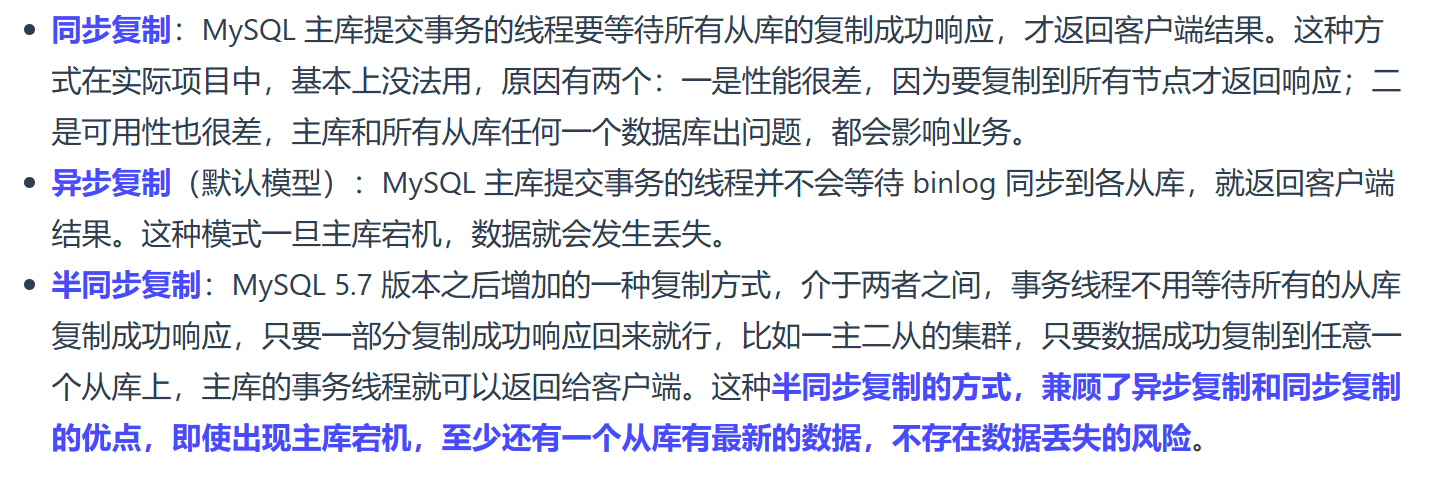 同步复制：MySQL 主库提交事务的线程要等待所有从库的复制成功响应，才返回客户端结果。这种方
式在实际项目中，基本上没法用，原因有两个：一是性能很差，因为要复制到所有节点才返回响应；二
是可用性也很差，主库和所有从库任何一个数据库出问题，都会影响业务。
异步复制（默认模型）：MySQL 主库提交事务的线程并不会等待 binlog 同步到各从库，就返回客户端
结果。这种模式一旦主库宕机，数据就会发生丢失。
半同步复制：MySQL 5.7 版本之后增加的一种复制方式，介于两者之间，事务线程不用等待所有的从库
复制成功响应，只要一部分复制成功响应回来就行，比如一主二从的集群，只要数据成功复制到任意一
个从库上，主库的事务线程就可以返回给客户端。这种半同步复制的方式，兼顾了异步复制和同步复制
的优点，即使出现主库宕机，至少还有一个从库有最新的数据，不存在数据丢失的风险。